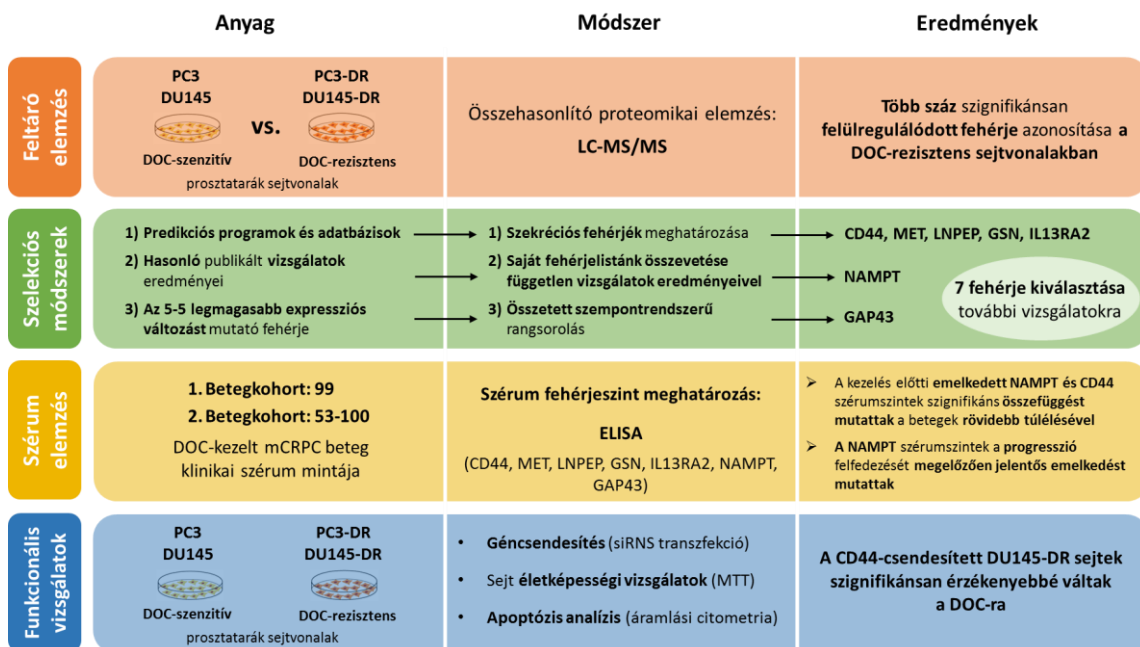 Anyag
Módszer
Eredmények
Feltáró
elemzés
PC3
DU145
DOC-szenzitív
vs.
PC3-DR
DU145-DR
DOC-rezisztens
prosztatarák sejtvonalak
Összehasonlító proteomikai elemzés:
LC-MS/MS
Több száz szignifikánsan
felülregulálódott fehérje azonosítása a
DOC-rezisztens sejtvonalakban
Szelekciós
módszerek
1) Predikciós programok és adatbázisok
2) Hasonló publikált vizsgálatok
eredményei
3) Az 5-5 legmagasabb expressziós
változást mutató fehérje
1) Szekréciós fehérjék meghatározása
2) Saját fehérjelistánk összevetése
független vizsgálatok eredményeivel
3) Összetett szempontrendszerű
rangsorolás
CD44, MET, LNPEP, GSN, IL13RA2
NAMPT
GAP43
7 fehérje kiválasztása
további vizsgálatokra
Szérum
elemzés
1. Betegkohort: 99
2. Betegkohort: 53-100
DOC-kezelt mCRPC beteg
klinikai szérum mintája
Szérum fehérjeszint meghatározás:
ELISA
(CD44, MET, LNPEP, GSN, IL13RA2, NAMPT,
GAP43)
➢ A kezelés előtti emelkedett NAMPT és CD44
szérumszintek szignifikáns összefüggést
mutattak a betegek rövidebb túlélésével
➢ A NAMPT szérumszintek a progresszió
felfedezését megelőzően jelentős emelkedést
mutattak
Funkcionális
vizsgálatok
PC3
DU145
DOC-szenzitív
PC3-DR
DU145-DR
DOC-rezisztens
prosztatarák sejtvonalak
• Géncsendesítés (siRNS transzfekció)
• Sejt életképességi vizsgálatok (MTT)
• Apoptózis analízis (áramlási citometria)
A CD44-csendesített DU145-DR sejtek
szignifikánsan érzékenyebbé váltak
a DOC-ra